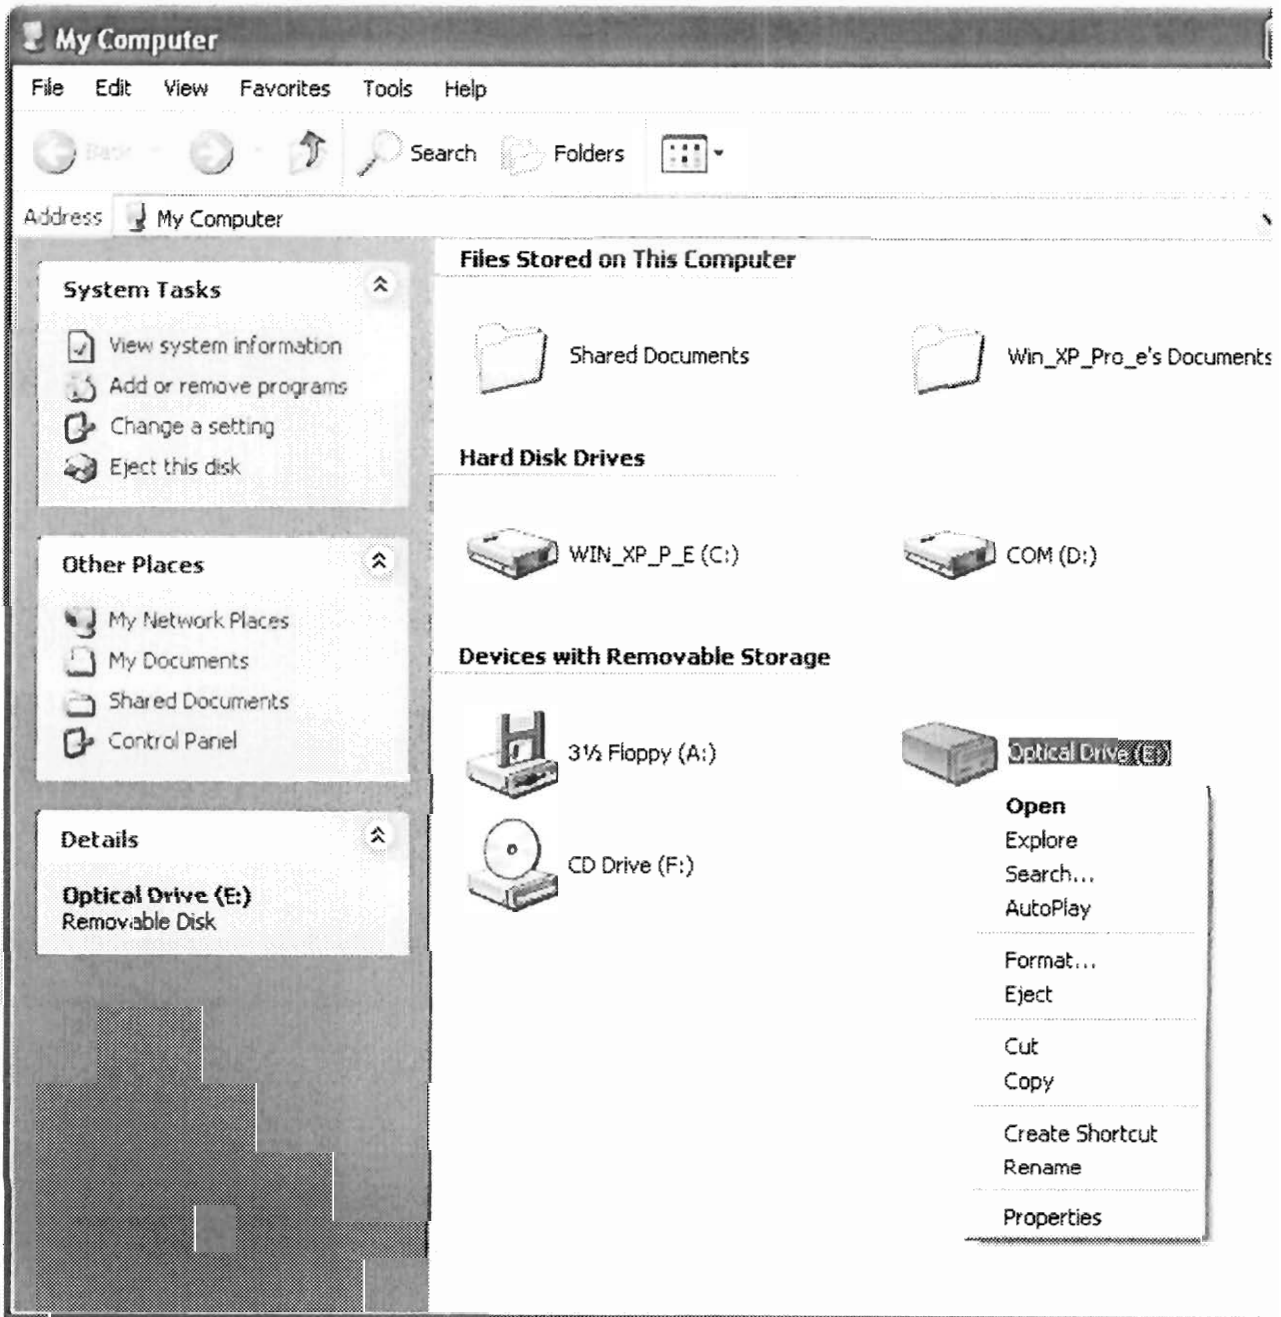 My Computer
File Edit View Favorites Tools Help
Back Search Folders
Address My Computer
System Tasks
View system information
Add or remove programs
Change a setting
Eject this disk
Other Places
My Network Places
My Documents
Shared Documents
Control Panel
Details
Optical Drive (E:)
Removable Disk
Files Stored on This Computer
Shared Documents Win_XP_Pro_e's Documents
Hard Disk Drives
WIN_XP_P_E (C:) COM (D:)
Devices with Removable Storage
3½ Floppy (A:) Optical Drive (E:)
CD Drive (F:)
Open
Explore
Search...
AutoPlay
Format...
Eject
Cut
Copy
Create Shortcut
Rename
Properties